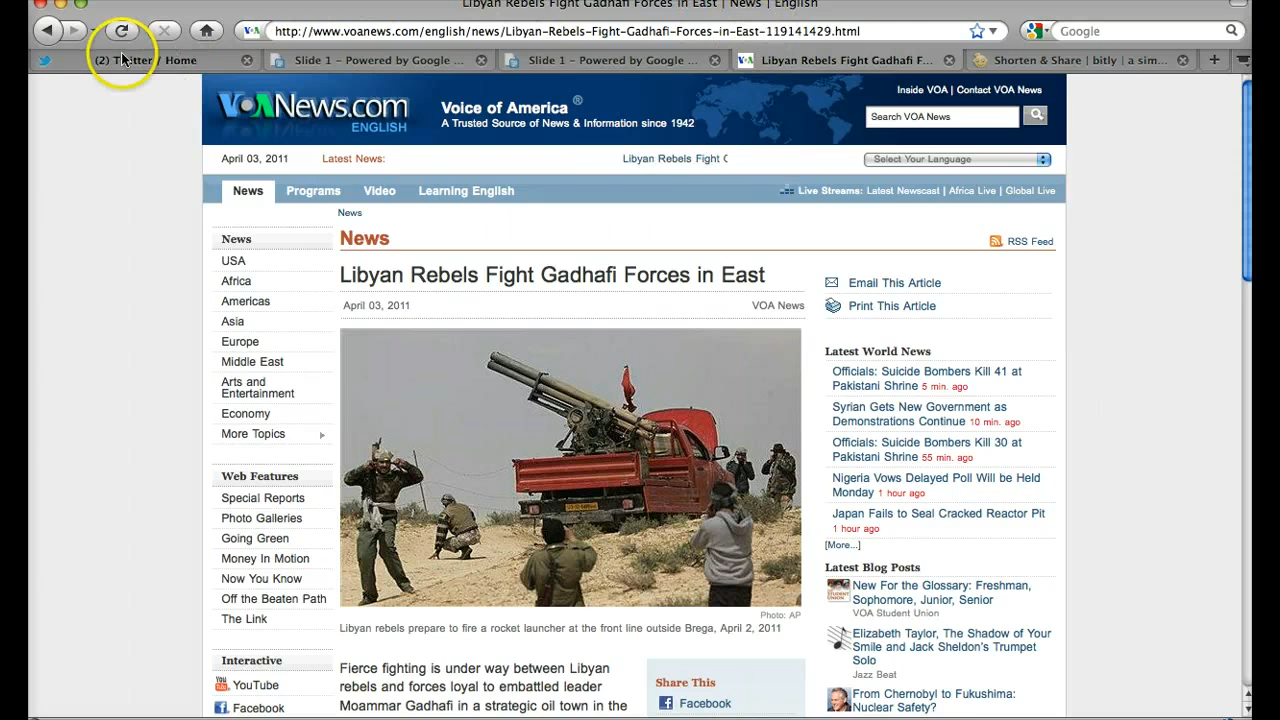 Libyan Rebels Fight Gadhafi Forces in East | News | English
http://www.voanews.com/english/news/Libyan-Rebels-Fight-Gadhafi-Forces-in-East-119141429.html
Google
(2) Twitter / Home
Slide 1 - Powered by Google ...
Slide 1 - Powered by Google ...
Libyan Rebels Fight Gadhafi F...
Shorten & Share | bitly | a sim...
VOANews.com
ENGLISH
Voice of America ®
A Trusted Source of News & Information since 1942
Inside VOA | Contact VOA News
Search VOA News
April 03, 2011
Latest News:
Libyan Rebels Fight
Select Your Language
News
Programs
Video
Learning English
Live Streams: Latest Newscast | Africa Live | Global Live
News
News
USA
Africa
Americas
Asia
Europe
Middle East
Arts and
Entertainment
Economy
More Topics
Web Features
Special Reports
Photo Galleries
Going Green
Money In Motion
Now You Know
Off the Beaten Path
The Link
Interactive
YouTube
Facebook
News
RSS Feed
Libyan Rebels Fight Gadhafi Forces in East
April 03, 2011
VOA News
Photo: AP
Libyan rebels prepare to fire a rocket launcher at the front line outside Brega, April 2, 2011
Fierce fighting is under way between Libyan
rebels and forces loyal to embattled leader
Moammar Gadhafi in a strategic oil town in the
Share This
Facebook
Email This Article
Print This Article
Latest World News
Officials: Suicide Bombers Kill 41 at
Pakistani Shrine 5 min. ago
Syrian Gets New Government as
Demonstrations Continue 10 min. ago
Officials: Suicide Bombers Kill 30 at
Pakistani Shrine 55 min. ago
Nigeria Vows Delayed Poll Will be Held
Monday 1 hour ago
Japan Fails to Seal Cracked Reactor Pit
1 hour ago
[More...]
Latest Blog Posts
New For the Glossary: Freshman,
Sophomore, Junior, Senior
VOA Student Union
Elizabeth Taylor, The Shadow of Your
Smile and Jack Sheldon's Trumpet
Solo
Jazz Beat
From Chernobyl to Fukushima:
Nuclear Safety?